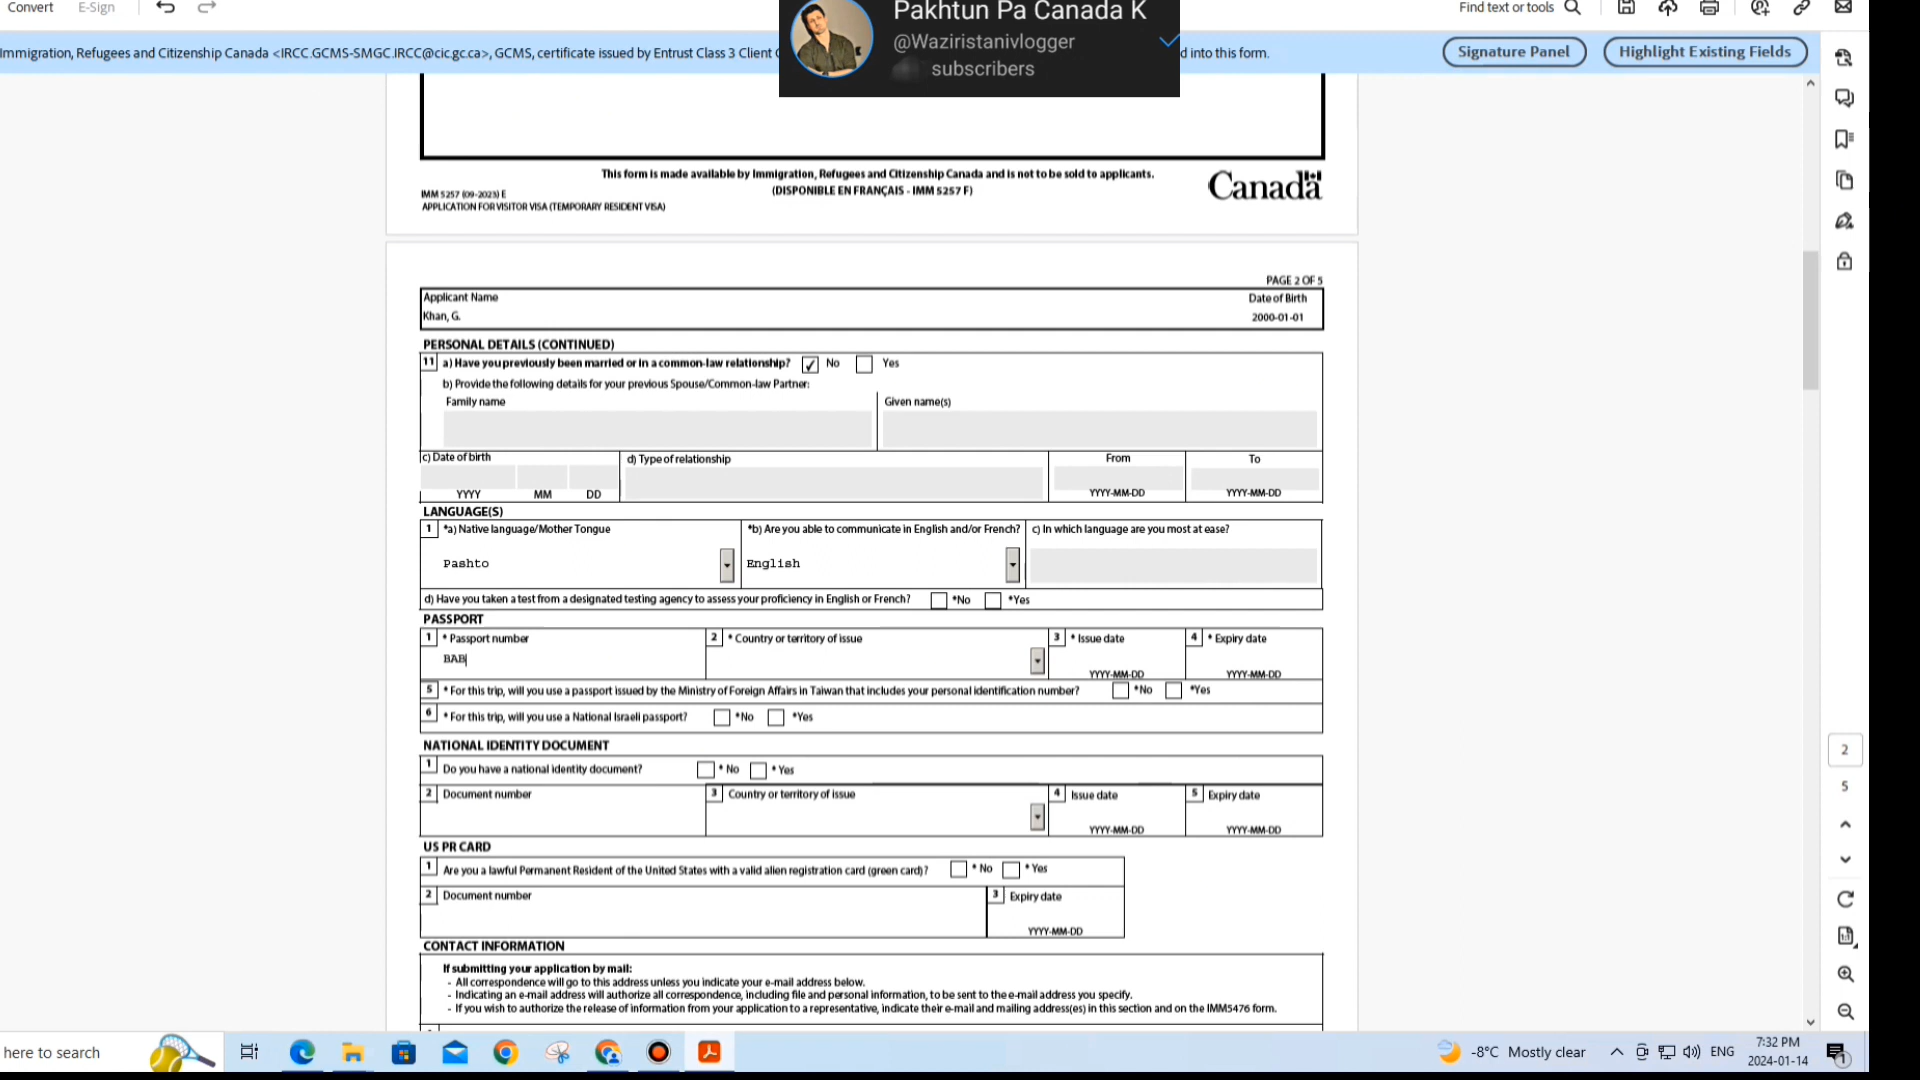 Convert E-Sign
Find text or tools
Pakhtun Pa Canada K
@Waziristanivlogger
subscribers
Immigration, Refugees and Citizenship Canada <IRCC.GCMS-SMGC.IRCC@cic.gc.ca>, GCMS, certificate issued by Entrust Class 3 Client
d into this form.
Signature Panel
Highlight Existing Fields
This form is made available by Immigration, Refugees and Citizenship Canada and is not to be sold to applicants.
(DISPONIBLE EN FRANÇAIS - IMM 5257 F)
IMM 5257 (09-2023) E
APPLICATION FOR VISITOR VISA (TEMPORARY RESIDENT VISA)
Canada
PAGE 2 OF 5
Applicant Name Date of Birth
Khan, G. 2000-01-01
PERSONAL DETAILS (CONTINUED)
11 a) Have you previously been married or in a common-law relationship? No Yes
b) Provide the following details for your previous Spouse/Common-law Partner:
Family name Given name(s)
c) Date of birth d) Type of relationship From To
YYYY MM DD YYYY-MM-DD YYYY-MM-DD
LANGUAGE(S)
1 *a) Native language/Mother Tongue *b) Are you able to communicate in English and/or French? c) In which language are you most at ease?
Pashto English
d) Have you taken a test from a designated testing agency to assess your proficiency in English or French? *No *Yes
PASSPORT
1 * Passport number 2 * Country or territory of issue 3 * Issue date 4 * Expiry date
BAB
YYYY-MM-DD YYYY-MM-DD
5 * For this trip, will you use a passport issued by the Ministry of Foreign Affairs in Taiwan that includes your personal identification number? *No *Yes
6 * For this trip, will you use a National Israeli passport? *No *Yes
NATIONAL IDENTITY DOCUMENT
1 Do you have a national identity document? * No * Yes
2 Document number 3 Country or territory of issue 4 Issue date 5 Expiry date
YYYY-MM-DD YYYY-MM-DD
US PR CARD
1 Are you a lawful Permanent Resident of the United States with a valid alien registration card (green card)? * No * Yes
2 Document number 3 Expiry date
YYYY-MM-DD
CONTACT INFORMATION
If submitting your application by mail:
- All correspondence will go to this address unless you indicate your e-mail address below.
- Indicating an e-mail address will authorize all correspondence, including file and personal information, to be sent to the e-mail address you specify.
- If you wish to authorize the release of information from your application to a representative, indicate their e-mail and mailing address(es) in this section and on the IMM5476 form.
2
5
here to search
-8°C Mostly clear
ENG
7:32 PM
2024-01-14
1